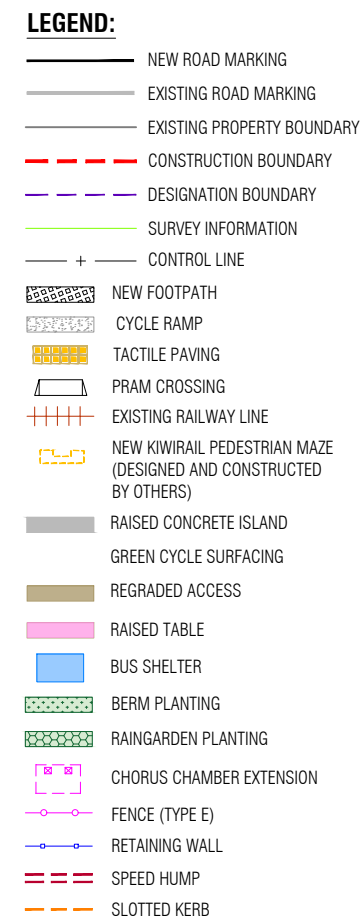 LEGEND:
NEW ROAD MARKING
EXISTING ROAD MARKING
EXISTING PROPERTY BOUNDARY
CONSTRUCTION BOUNDARY
DESIGNATION BOUNDARY
SURVEY INFORMATION
CONTROL LINE
NEW FOOTPATH
CYCLE RAMP
TACTILE PAVING
PRAM CROSSING
EXISTING RAILWAY LINE
NEW KIWIRAIL PEDESTRIAN MAZE
(DESIGNED AND CONSTRUCTED
BY OTHERS)
RAISED CONCRETE ISLAND
GREEN CYCLE SURFACING
REGRADED ACCESS
RAISED TABLE
BUS SHELTER
BERM PLANTING
RAINGARDEN PLANTING
CHORUS CHAMBER EXTENSION
FENCE (TYPE E)
RETAINING WALL
SPEED HUMP
SLOTTED KERB